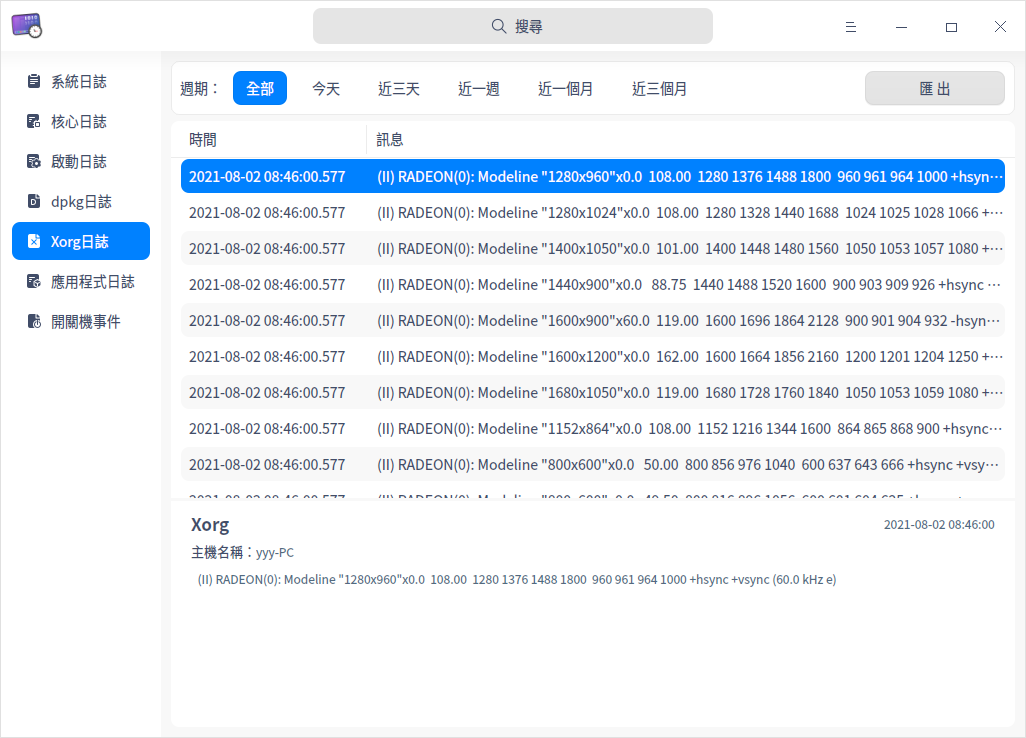 搜尋
系統日誌
核心日誌
啟動日誌
dpkg日誌
Xorg日誌
應用程式日誌
開關機事件
週期： 全部 今天 近三天 近一週 近一個月 近三個月 匯出
時間 訊息
2021-08-02 08:46:00.577 (II) RADEON(0): Modeline "1280x960"x0.0 108.00 1280 1376 1488 1800 960 961 964 1000 +hsyn…
2021-08-02 08:46:00.577 (II) RADEON(0): Modeline "1280x1024"x0.0 108.00 1280 1328 1440 1688 1024 1025 1028 1066 +…
2021-08-02 08:46:00.577 (II) RADEON(0): Modeline "1400x1050"x0.0 101.00 1400 1448 1480 1560 1050 1053 1057 1080 +…
2021-08-02 08:46:00.577 (II) RADEON(0): Modeline "1440x900"x0.0 88.75 1440 1488 1520 1600 900 903 909 926 +hsync …
2021-08-02 08:46:00.577 (II) RADEON(0): Modeline "1600x900"x60.0 119.00 1600 1696 1864 2128 900 901 904 932 -hsyn…
2021-08-02 08:46:00.577 (II) RADEON(0): Modeline "1600x1200"x0.0 162.00 1600 1664 1856 2160 1200 1201 1204 1250 +…
2021-08-02 08:46:00.577 (II) RADEON(0): Modeline "1680x1050"x0.0 119.00 1680 1728 1760 1840 1050 1053 1059 1080 +…
2021-08-02 08:46:00.577 (II) RADEON(0): Modeline "1152x864"x0.0 108.00 1152 1216 1344 1600 864 865 868 900 +hsync…
2021-08-02 08:46:00.577 (II) RADEON(0): Modeline "800x600"x0.0 50.00 800 856 976 1040 600 637 643 666 +hsync +vsy…
Xorg 2021-08-02 08:46:00
主機名稱：yyy-PC
(II) RADEON(0): Modeline "1280x960"x0.0 108.00 1280 1376 1488 1800 960 961 964 1000 +hsync +vsync (60.0 kHz e)